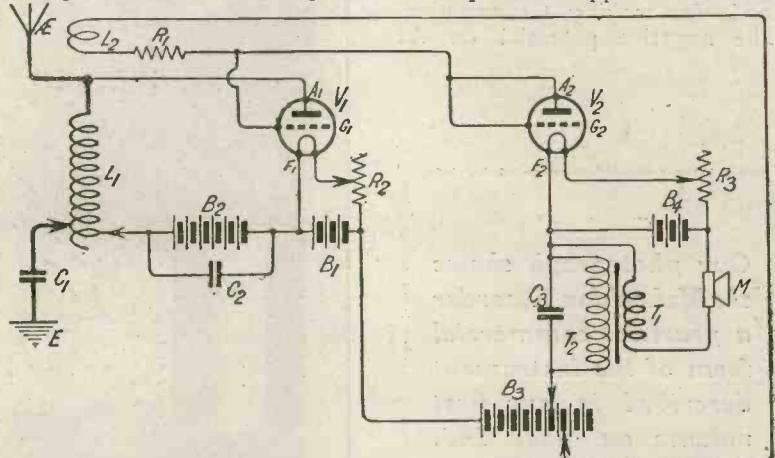 Æ
L₂
R₁
A₁
V₁
G₁
F₁
R₂
L₁
B₂
C₂
B₁
C₁
E
A₂
V₂
G₂
F₂
R₃
B₄
M
C₃
T₂
T₁
B₃